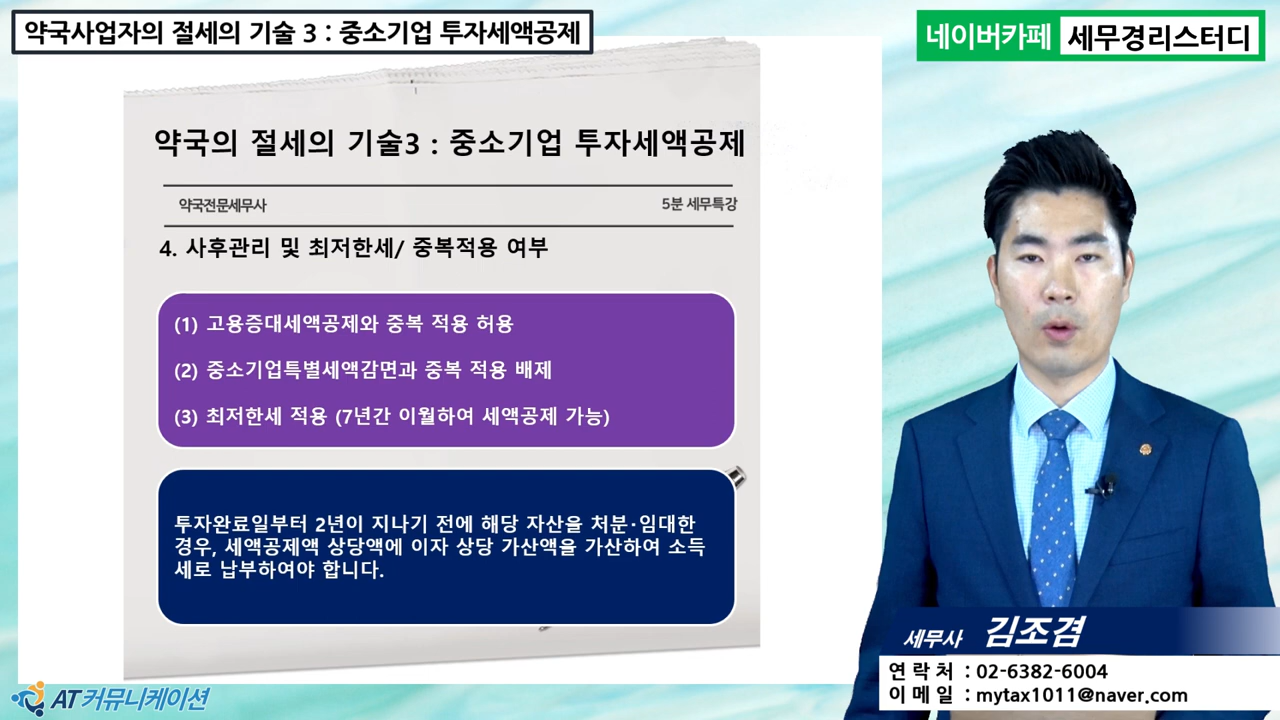 약국사업자의 절세의 기술 3 : 중소기업 투자세액공제
네이버카페 세무경리스터디
약국의 절세의 기술3 : 중소기업 투자세액공제
약국전문세무사 5분 세무특강
4. 사후관리 및 최저한세/ 중복적용 여부
(1) 고용증대세액공제와 중복 적용 허용
(2) 중소기업특별세액감면과 중복 적용 배제
(3) 최저한세 적용 (7년간 이월하여 세액공제 가능)
투자완료일부터 2년이 지나기 전에 해당 자산을 처분·임대한
경우, 세액공제액 상당액에 이자 상당 가산액을 가산하여 소득
세로 납부하여야 합니다.
세무사 김조겸
연 락 처 : 02-6382-6004
이 메 일 : mytax1011@naver.com
AT커뮤니케이션